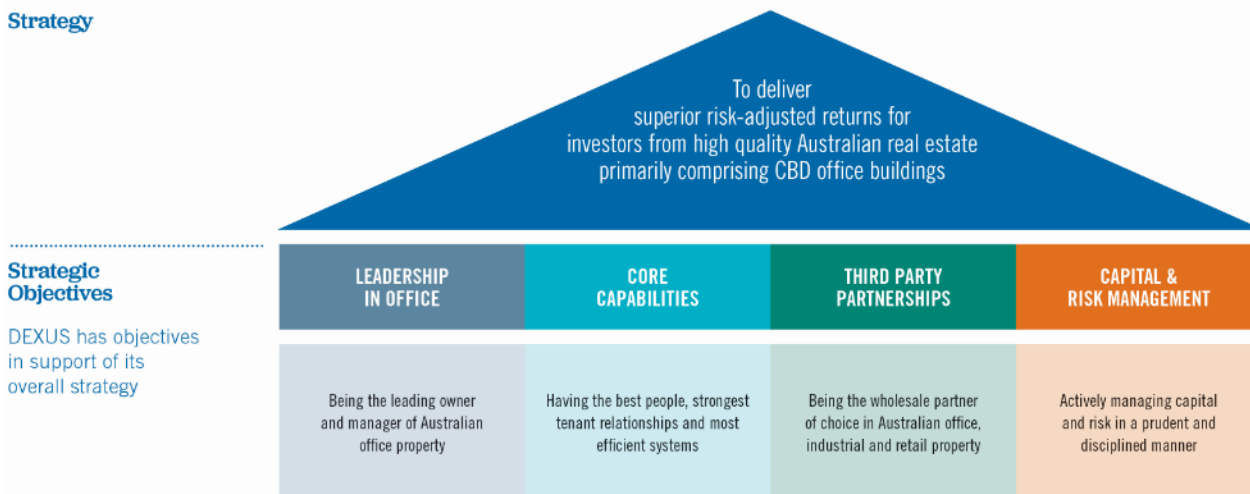 Strategy
To deliver
superior risk-adjusted returns for
investors from high quality Australian real estate
primarily comprising CBD office buildings
Strategic
Objectives
DEXUS has objectives
in support of its
overall strategy
LEADERSHIP
IN OFFICE
Being the leading owner
and manager of Australian
office property
CORE
CAPABILITIES
Having the best people, strongest
tenant relationships and most
efficient systems
THIRD PARTY
PARTNERSHIPS
Being the wholesale partner
of choice in Australian office,
industrial and retail property
CAPITAL &
RISK MANAGEMENT
Actively managing capital
and risk in a prudent and
disciplined manner